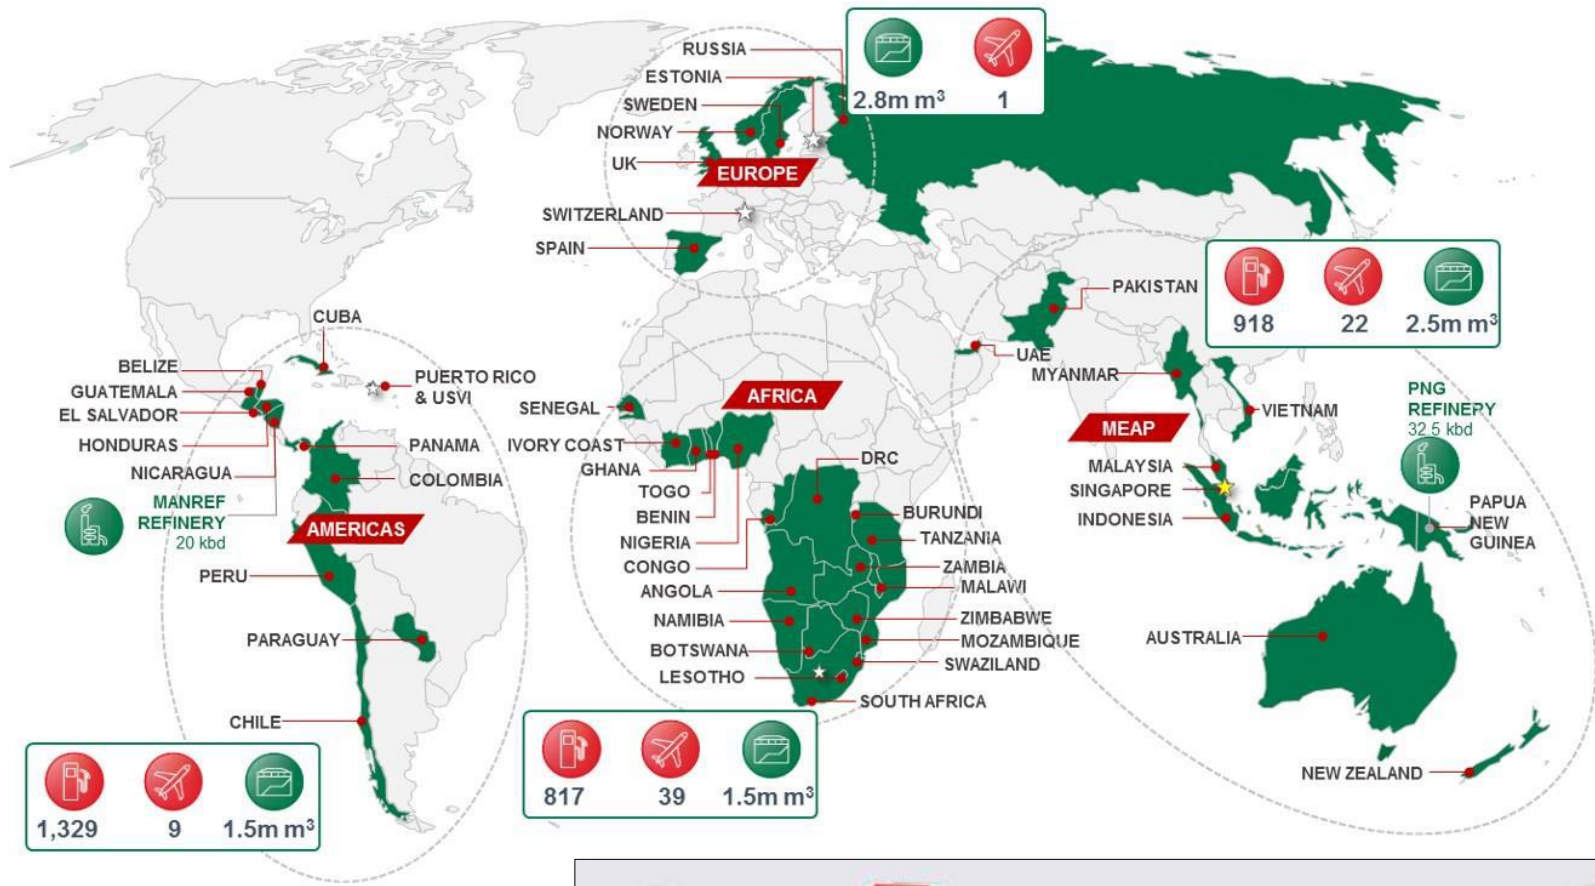 RUSSIA
ESTONIA
SWEDEN
NORWAY
UK
EUROPE
2.8m m³
1
SWITZERLAND
SPAIN
CUBA
BELIZE
GUATEMALA
EL SALVADOR
HONDURAS
NICARAGUA
MANREF
REFINERY
20 kbd
PUERTO RICO
& USVI
PANAMA
COLOMBIA
AMERICAS
PERU
PARAGUAY
CHILE
1,329
9
1.5m m³
AFRICA
SENEGAL
IVORY COAST
GHANA
TOGO
BENIN
NIGERIA
CONGO
ANGOLA
NAMIBIA
BOTSWANA
LESOTHO
DRC
BURUNDI
TANZANIA
ZAMBIA
MALAWI
ZIMBABWE
MOZAMBIQUE
SWAZILAND
SOUTH AFRICA
817
39
1.5m m³
PAKISTAN
918
22
2.5m m³
UAE
MYANMAR
VIETNAM
MEAP
MALAYSIA
SINGAPORE
INDONESIA
PNG
REFINERY
32.5 kbd
PAPUA
NEW
GUINEA
AUSTRALIA
NEW ZEALAND